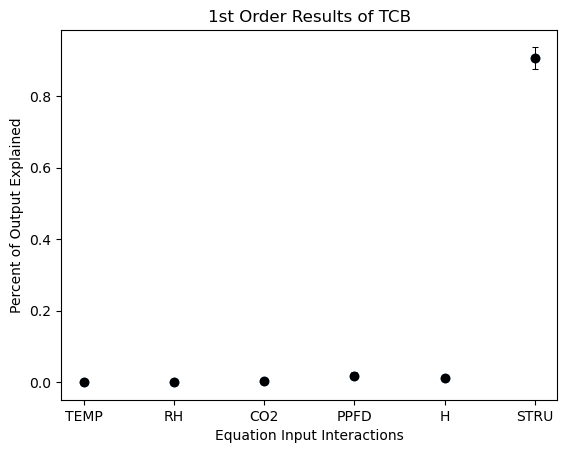 1st Order Results of TCB
Percent of Output Explained
0.8
0.6
0.4
0.2
0.0
TEMP RH CO2 PPFD H STRU
Equation Input Interactions